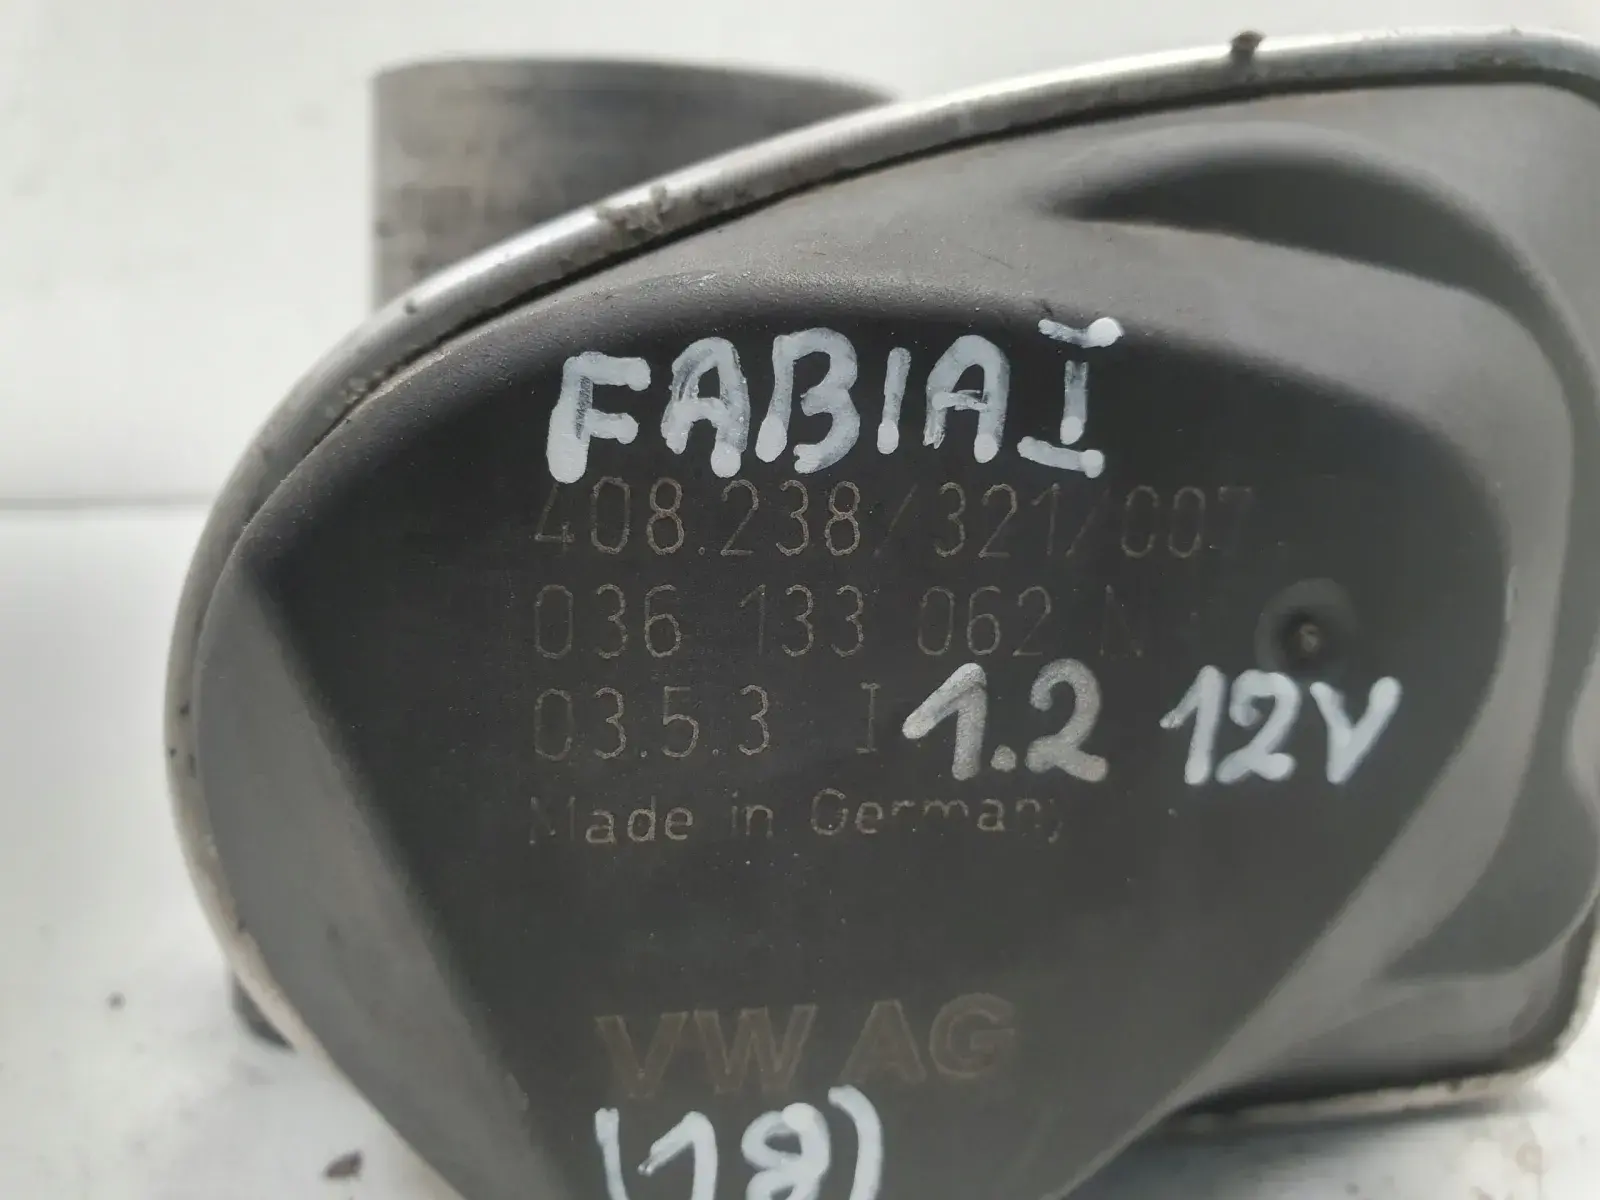 FABIA I
408.238/321/007
036 133 062 N
03.5.3 I 1.2 12V
Made in Germany
VW AG
(18)